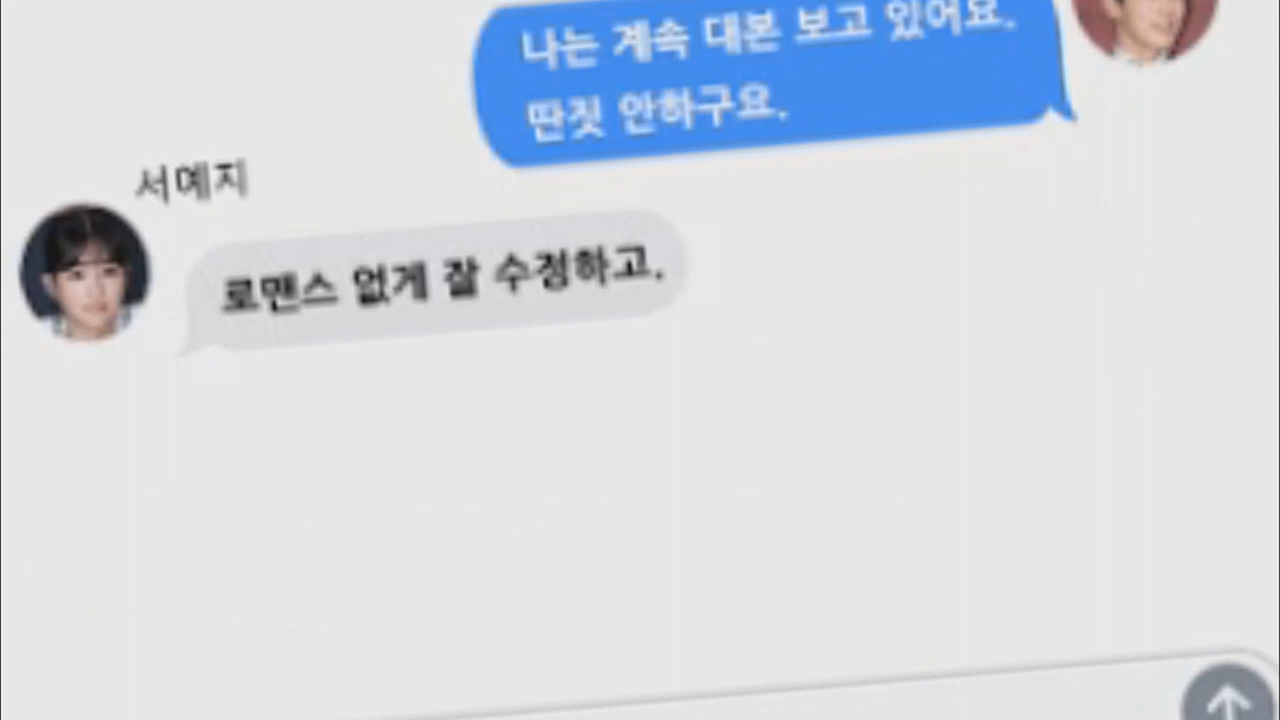 나는 계속 대본 보고 있어요.
딴짓 안하구요.
서예지
로맨스 없게 잘 수정하고.